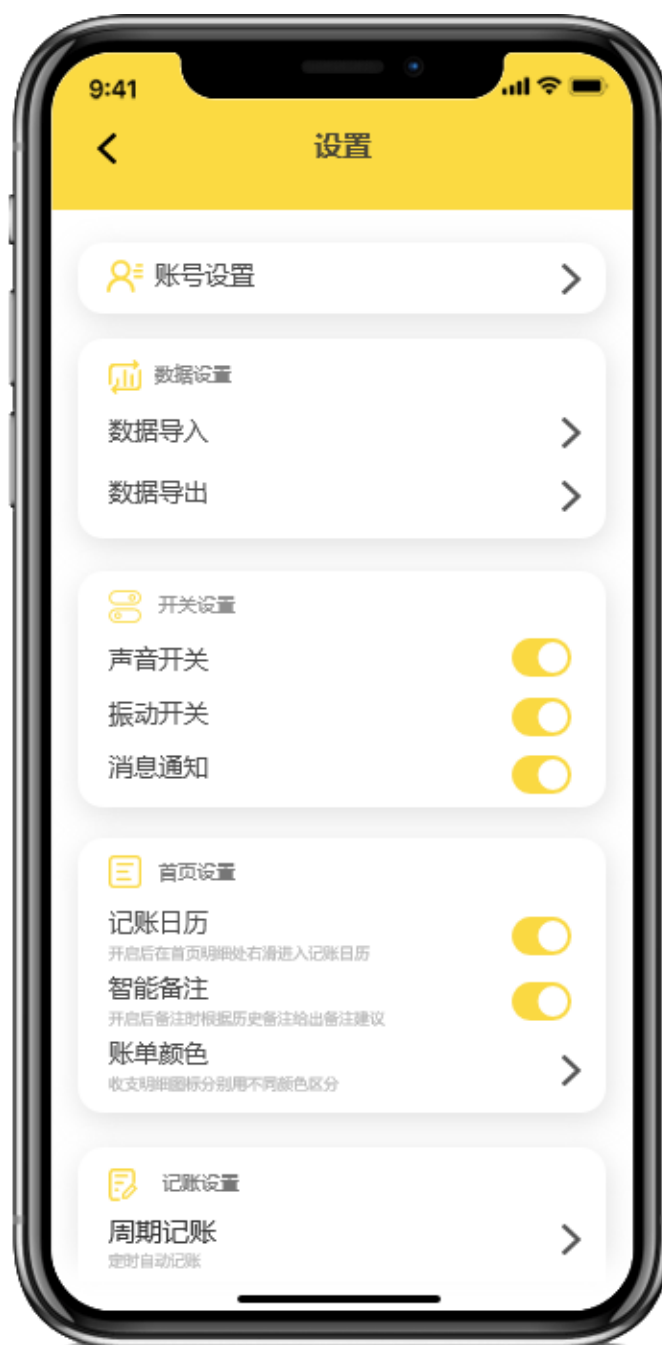 9:41
设置
账号设置
数据设置
数据导入
数据导出
开关设置
声音开关
振动开关
消息通知
首页设置
记账日历
开启后在首页明细处右滑进入记账日历
智能备注
开启后备注时根据历史备注给出备注建议
账单颜色
收支明细图标分别用不同颜色区分
记账设置
周期记账
定时自动记账